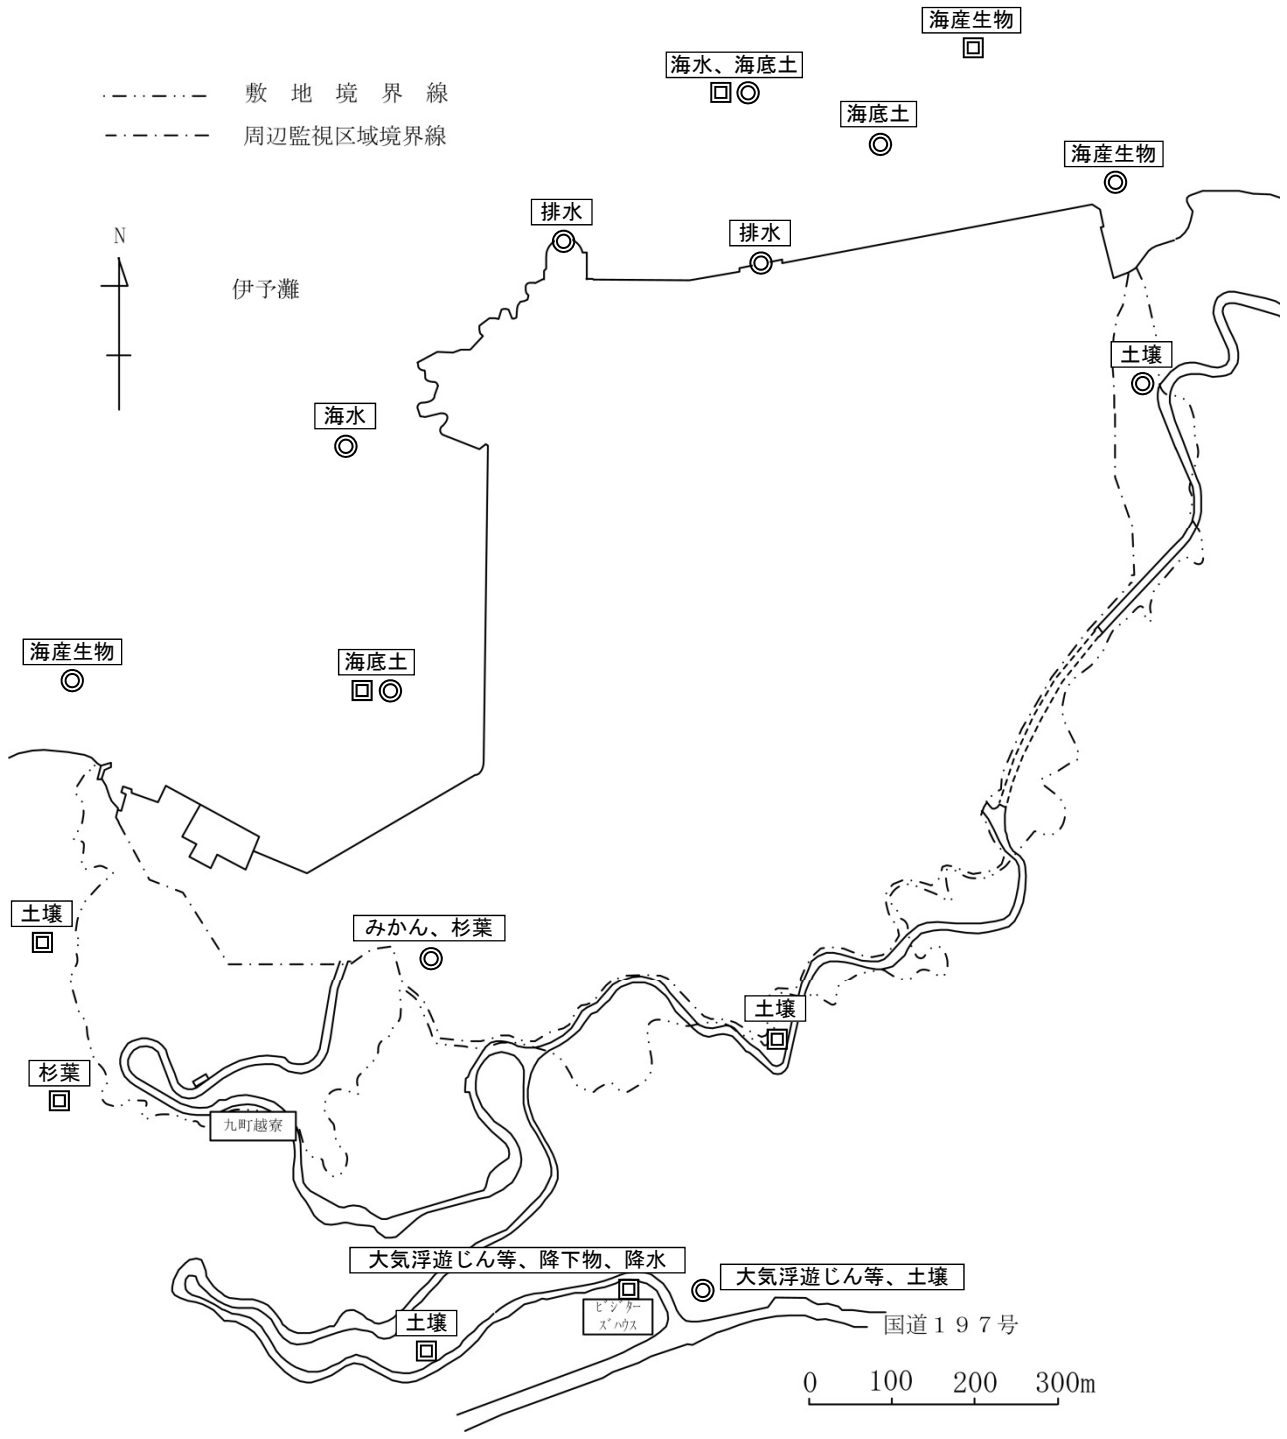 海産生物
海水、海底土
敷地境界線
海底土
周辺監視区域境界線
海産生物
排水
排水
N
伊予灘
土壌
海水
海産生物
海底土
土壌
みかん、杉葉
土壌
杉葉
九町越寮
大気浮遊じん等、降下物、降水
大気浮遊じん等、土壌
ビジター
ズハウス
土壌
国道197号
0 100 200 300m